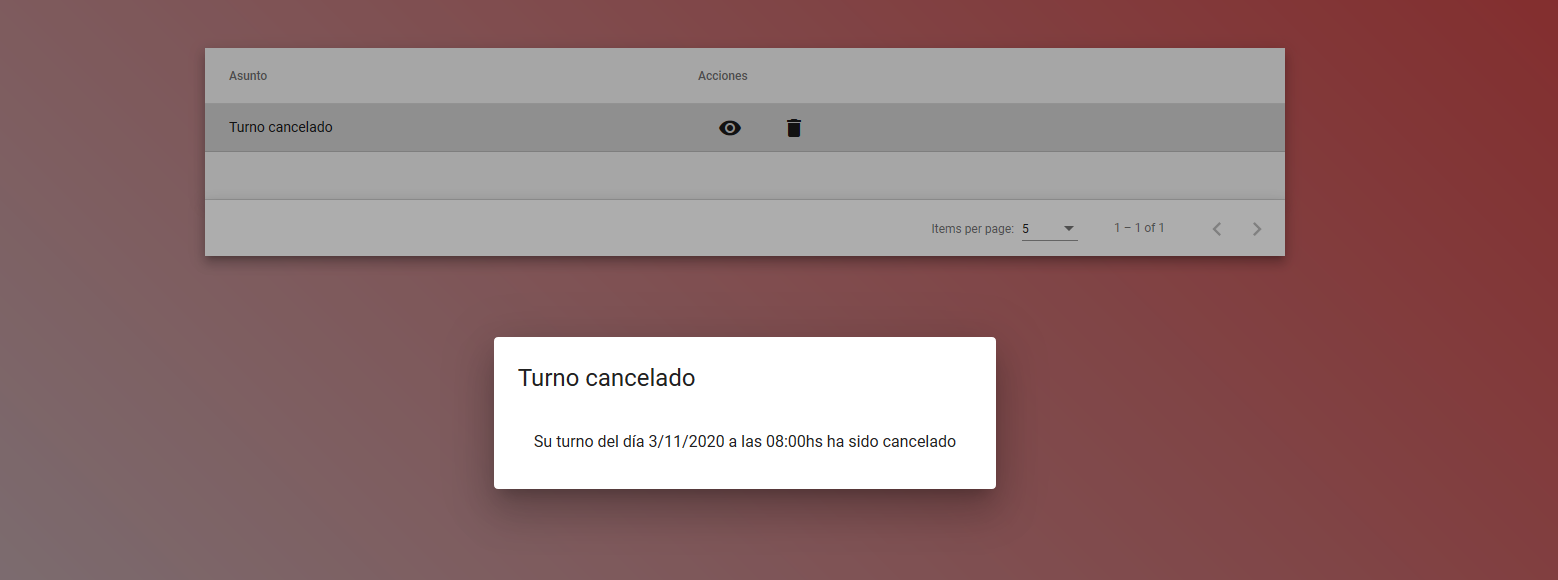 Asunto Acciones
Turno cancelado
Items per page: 5 1 – 1 of 1
Turno cancelado
Su turno del día 3/11/2020 a las 08:00hs ha sido cancelado